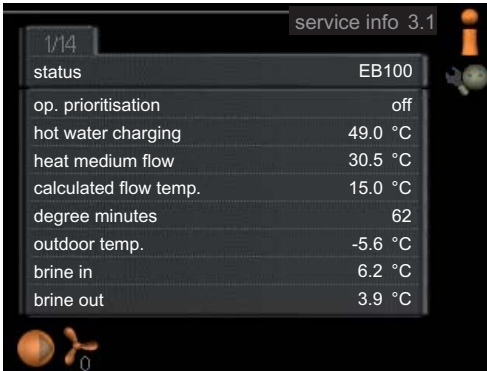 service info 3.1
1/14
status EB100
op. prioritisation off
hot water charging 49.0 °C
heat medium flow 30.5 °C
calculated flow temp. 15.0 °C
degree minutes 62
outdoor temp. -5.6 °C
brine in 6.2 °C
brine out 3.9 °C
0